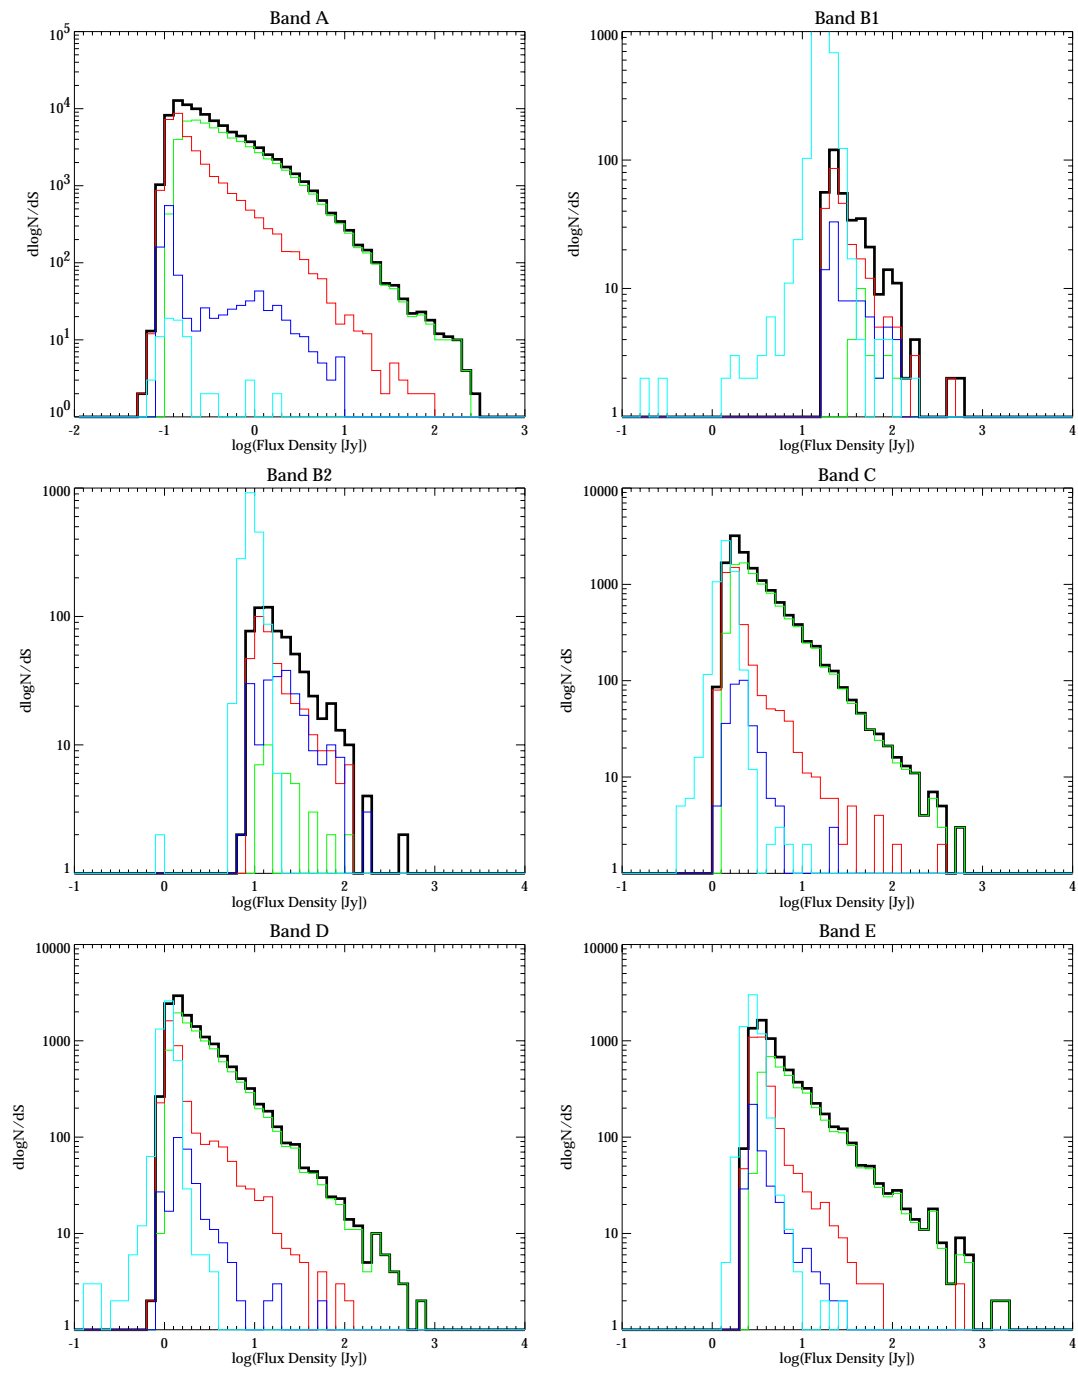 Band A
10^5
10^4
10^3
10^2
10^1
10^0
dlogN/dS
-2 -1 0 1 2 3
log(Flux Density [Jy])
Band B1
1000
100
10
1
dlogN/dS
-1 0 1 2 3 4
log(Flux Density [Jy])
Band B2
1000
100
10
1
dlogN/dS
-1 0 1 2 3 4
log(Flux Density [Jy])
Band C
10000
1000
100
10
1
dlogN/dS
-1 0 1 2 3 4
log(Flux Density [Jy])
Band D
10000
1000
100
10
1
dlogN/dS
-1 0 1 2 3 4
log(Flux Density [Jy])
Band E
10000
1000
100
10
1
dlogN/dS
-1 0 1 2 3 4
log(Flux Density [Jy])